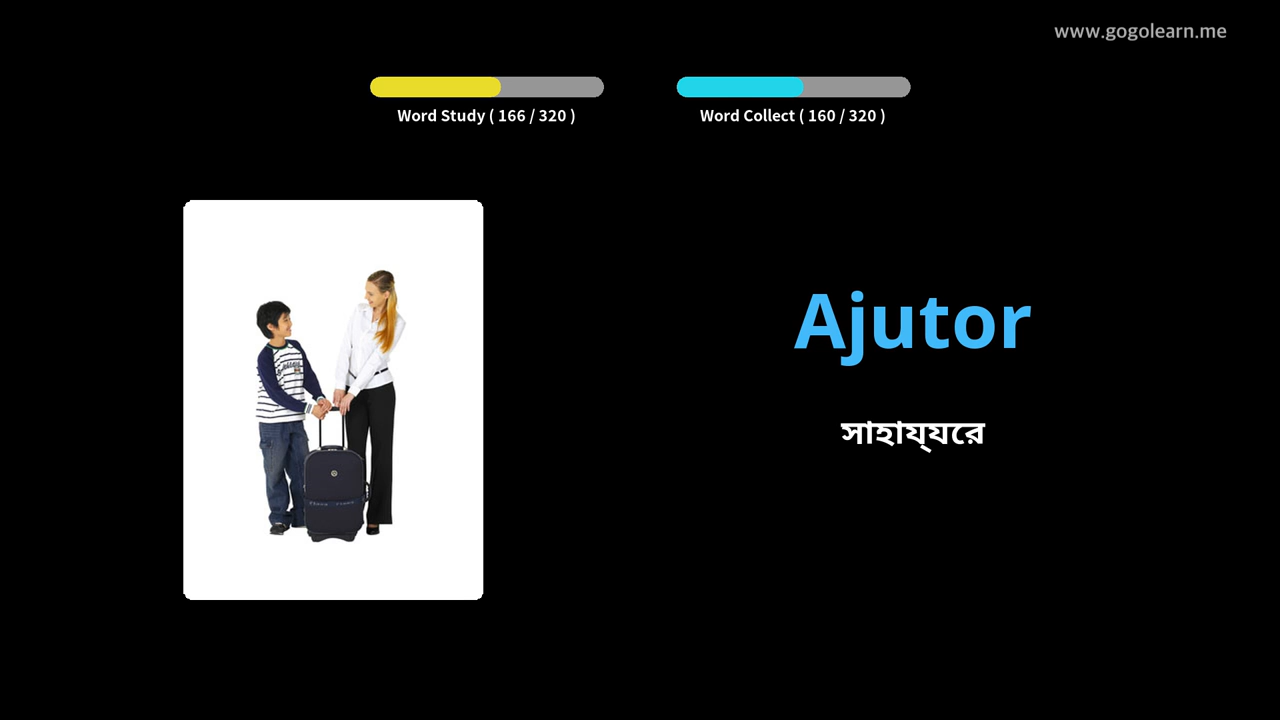 www.gogolearn.me
Word Study ( 166 / 320 )
Word Collect ( 160 / 320 )
Ajutor
সাহায্যরে